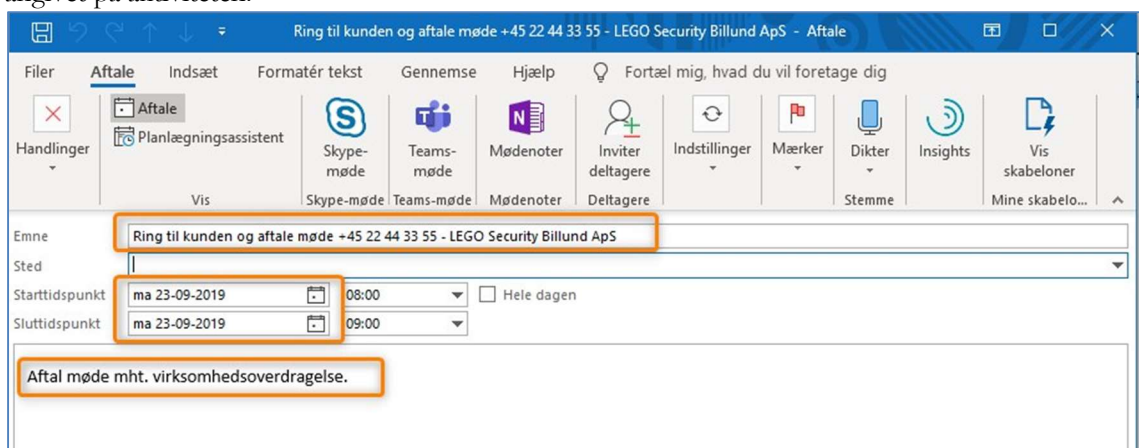 angivet på aktiviteten.
Ring til kunden og aftale møde +45 22 44 33 55 - LEGO Security Billund ApS - Aftale
Filer Aftale Indsæt Formatér tekst Gennemse Hjælp Fortæl mig, hvad du vil foretage dig
Handlinger
Aftale
Planlægningsassistent
Vis
Skype-
møde
Skype-møde
Teams-
møde
Teams-møde
Mødenoter
Mødenoter
Inviter
deltagere
Deltagere
Indstillinger
Mærker
Dikter
Stemme
Insights
Vis
skabeloner
Mine skabelo...
Emne Ring til kunden og aftale møde +45 22 44 33 55 - LEGO Security Billund ApS
Sted
Starttidspunkt ma 23-09-2019 08:00 Hele dagen
Sluttidspunkt ma 23-09-2019 09:00
Aftal møde mht. virksomhedsoverdragelse.